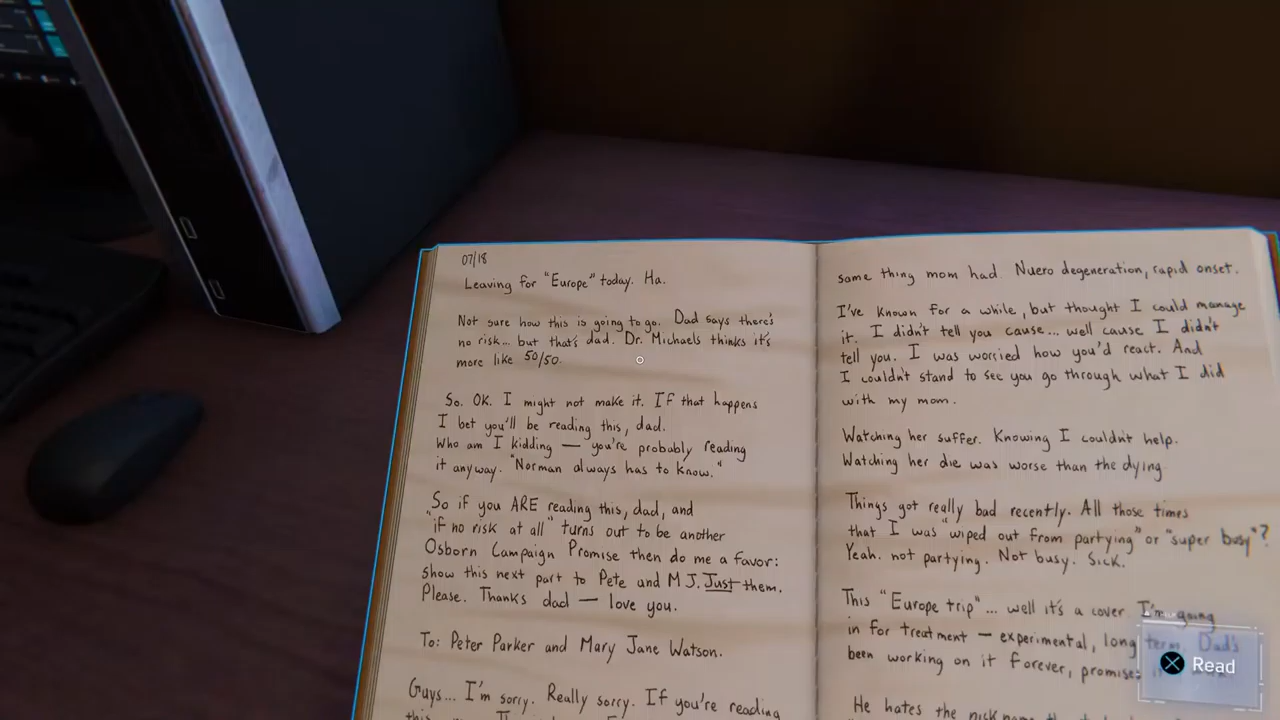 07/18
Leaving for "Europe" today. Ha.
Not sure how this is going to go. Dad says there's
no risk... but that's dad. Dr. Michaels thinks it's
more like 50/50.
So. OK. I might not make it. If that happens
I bet you'll be reading this, dad.
Who am I kidding — you're probably reading
it anyway. "Norman always has to know."
So if you ARE reading this, dad, and
"if no risk at all" turns out to be another
Osborn Campaign Promise then do me a favor:
show this next part to Pete and MJ. Just them.
Please. Thanks dad — love you.
To: Peter Parker and Mary Jane Watson.
Guys... I'm sorry. Really sorry. If you're reading
this
same thing mom had. Nuero degeneration, rapid onset.
I've known for a while, but thought I could manage
it. I didn't tell you cause... well cause I didn't
tell you. I was worried how you'd react. And
I couldn't stand to see you go through what I did
with my mom.
Watching her suffer. Knowing I couldn't help.
Watching her die was worse than the dying
Things got really bad recently. All those times
that I was "wiped out from partying" or "super busy"?
Yeah. not partying. Not busy. Sick.
This "Europe trip"... well it's a cover. I'm going
in for treatment — experimental, long term. Dad's
been working on it forever, promises
He hates the nickname
Read